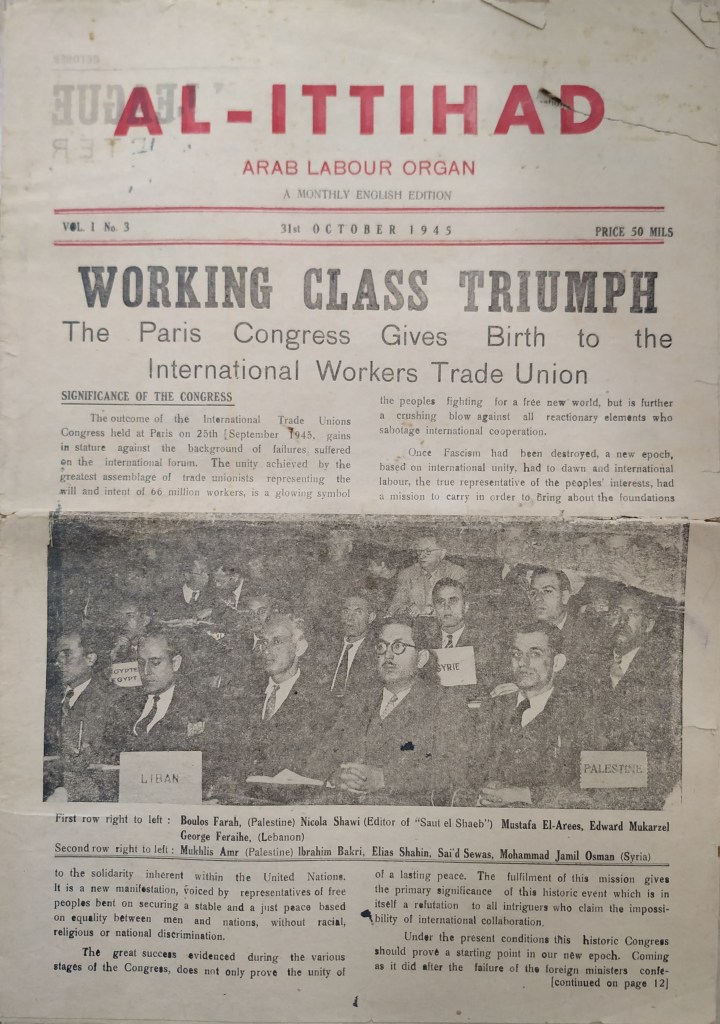 AL-ITTIHAD
ARAB LABOUR ORGAN
A MONTHLY ENGLISH EDITION
VOL. I No. 3
31st OCTOBER 1945
PRICE 50 MILS
WORKING CLASS TRIUMPH
The Paris Congress Gives Birth to the
International Workers Trade Union
SIGNIFICANCE OF THE CONGRESS
The outcome of the International Trade Unions
Congress held at Paris on 25th September 1945, gains
in stature against the background of failures suffered
on the international forum. The unity achieved by the
greatest assemblage of trade unionists representing the
will and intent of 66 million workers, is a glowing symbol
the peoples fighting for a free new world, but is further
a crushing blow against all reactionary elements who
sabotage international cooperation.
Once Fascism had been destroyed, a new epoch,
based on international unity, had to dawn and international
labour, the true representative of the peoples' interests, had
a mission to carry in order to bring about the foundations
EGYPTE
EGYPT
SYRIE
LIBAN
PALESTINE
First row right to left : Boulos Farah, (Palestine) Nicola Shawi (Editor of "Saut el Shaeb") Mustafa El-Arees, Edward Mukarzel
George Feraihe, (Lebanon)
Second row right to left : Mukhlis Amr (Palestine) Ibrahim Bakri, Elias Shahin, Sai'd Sewas, Mohammad Jamil Osman (Syria)
to the solidarity inherent within the United Nations.
It is a new manifestation, voiced by representatives of free
peoples bent on securing a stable and a just peace based
on equality between men and nations, without racial,
religious or national discrimination.
The great success evidenced during the various
stages of the Congress, does not only prove the unity of
of a lasting peace. The fulfilment of this mission gives
the primary significance of this historic event which is in
itself a refutation to all intriguers who claim the impossi-
bility of international collaboration.
Under the present conditions this historic Congress
should prove a starting point in our new epoch. Coming
as it did after the failure of the foreign ministers confe-
[continued on page 12]